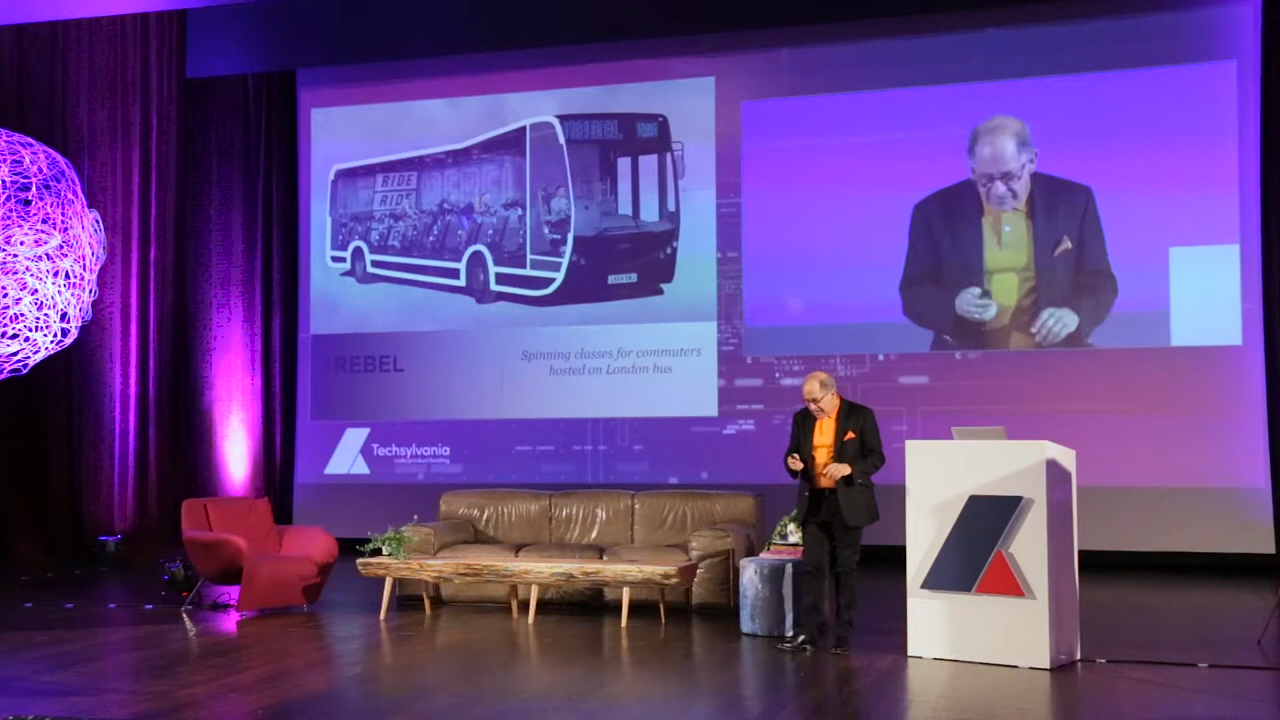 RIDE
RIDE
REBEL
REBEL
Spinning classes for commuters
hosted on London bus
Techsylvania